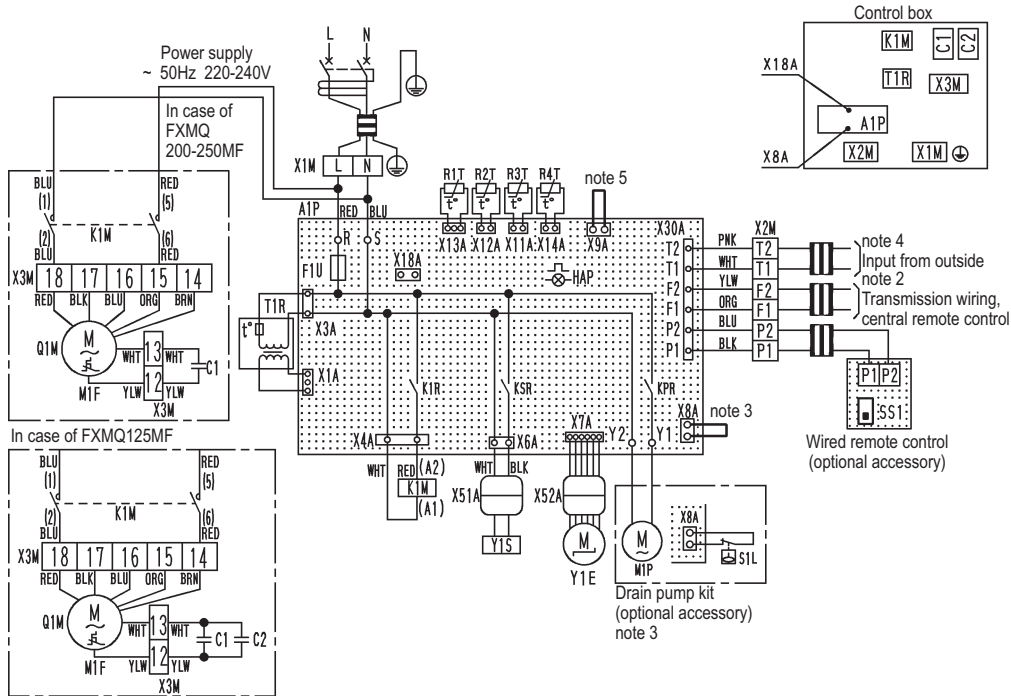 L N
Power supply
~ 50Hz 220-240V
In case of
FXMQ
200-250MF
X1M L N
Control box
K1M C1 C2
X18A
T1R X3M
A1P
X8A
X2M X1M
BLU RED
(1) (5)
K1M
(2) (6)
BLU RED
X3M 18 17 16 15 14
RED BLK BLU ORG BRN
Q1M M ~
WHT 13 WHT
C1
YLW 12 YLW
M1F
X3M
In case of FXMQ125MF
BLU RED
(1) (5)
K1M
(2) (6)
BLU RED
X3M 18 17 16 15 14
RED BLK BLU ORG BRN
Q1M M ~
WHT 13 WHT
C1 C2
YLW 12 YLW
M1F
X3M
A1P RED BLU
R S
F1U
X18A
R1T R2T R3T R4T
t° t° t° t°
X13A X12A X11A X14A
note 5
X9A
HAP
T1R
t°
X3A
X1A
K1R KSR KPR
X4A X6A X7A Y2 Y1 X8A
note 3
WHT RED (A2)
K1M
(A1)
WHT BLK
X51A X52A
Y1S
M
Y1E
M ~
M1P
X8A
S1L
Drain pump kit
(optional accessory)
note 3
X30A X2M
T2 PNK T2
T1 WHT T1
F2 YLW F2
F1 ORG F1
P2 BLU P2
P1 BLK P1
note 4
Input from outside
note 2
Transmission wiring,
central remote control
P1 P2
SS1
Wired remote control
(optional accessory)